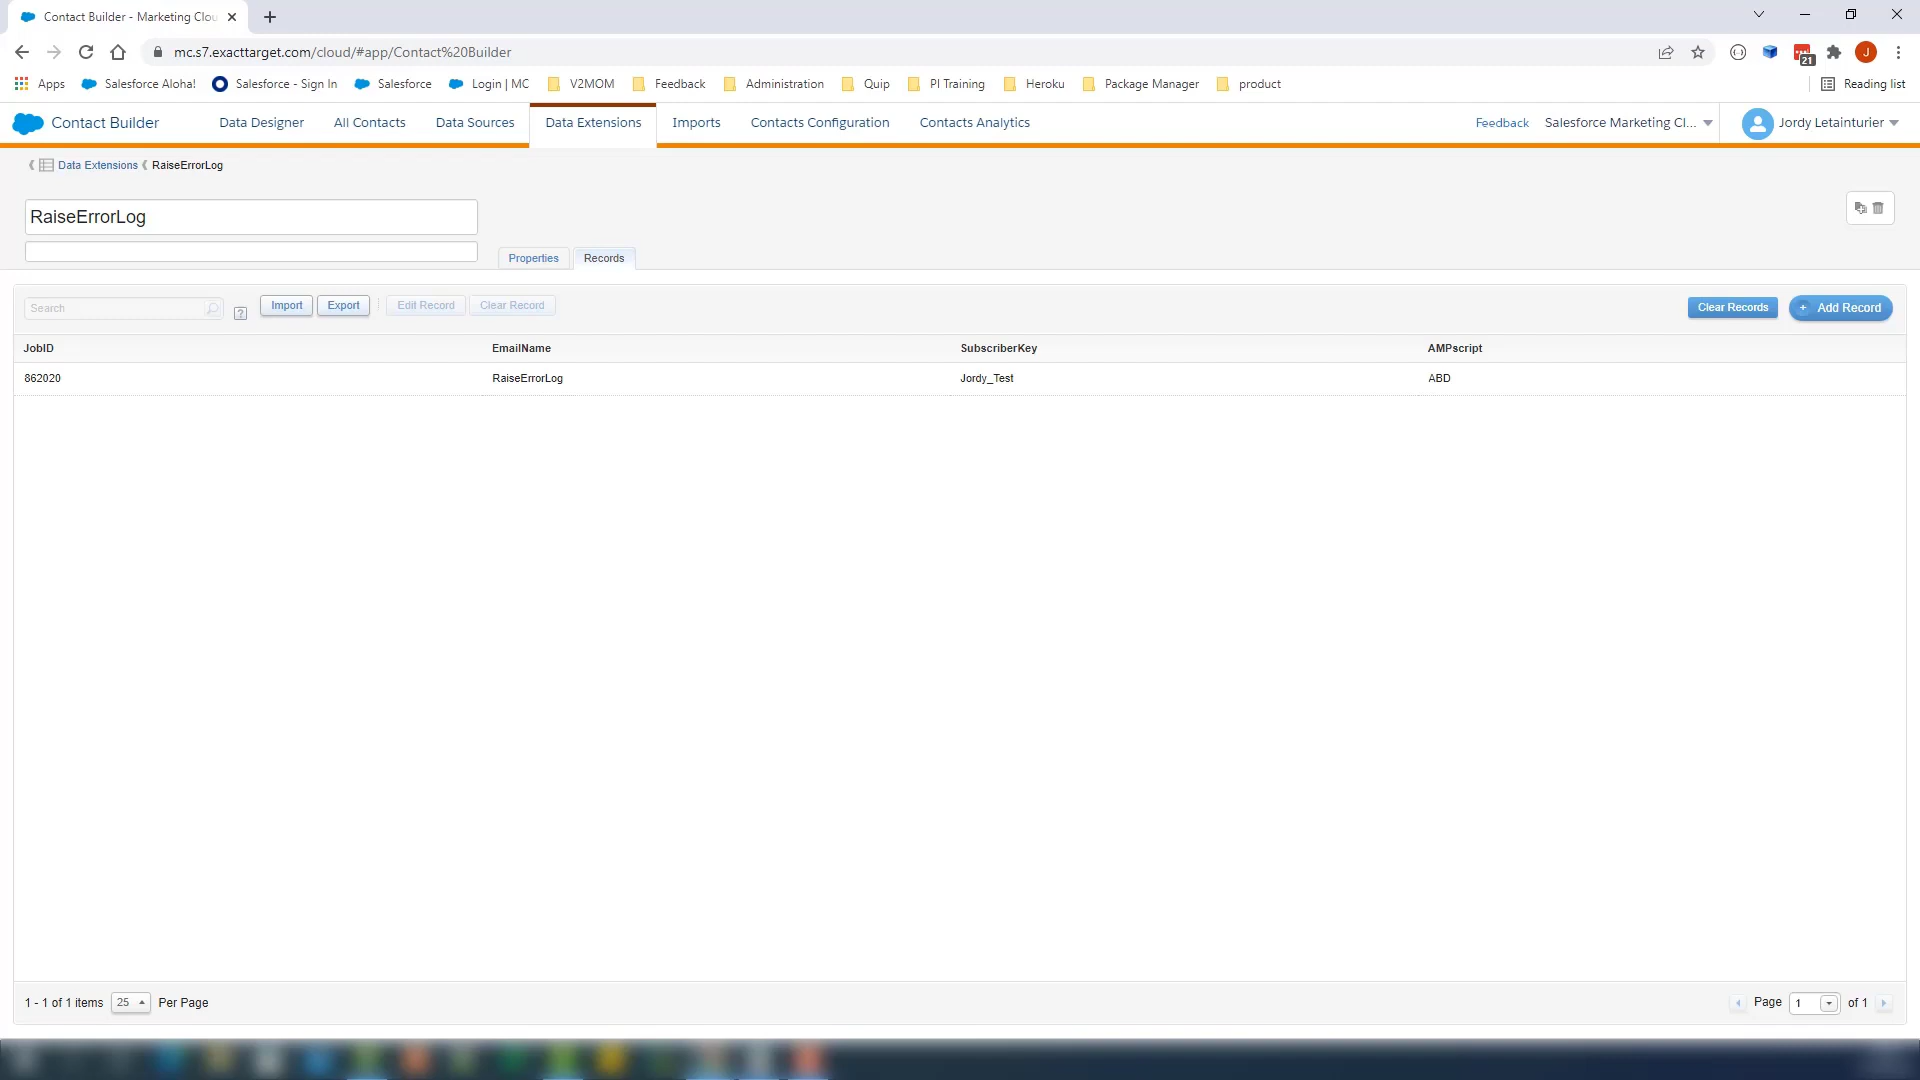 Contact Builder - Marketing Clou
mc.s7.exacttarget.com/cloud/#app/Contact%20Builder
21
J
Apps Salesforce Aloha! Salesforce - Sign In Salesforce Login | MC V2MOM Feedback Administration Quip PI Training Heroku Package Manager product Reading list
Contact Builder Data Designer All Contacts Data Sources Data Extensions Imports Contacts Configuration Contacts Analytics Feedback Salesforce Marketing Cl... Jordy Letainturier
Data Extensions RaiseErrorLog
RaiseErrorLog
Properties Records
Search ? Import Export Edit Record Clear Record Clear Records + Add Record
JobID EmailName SubscriberKey AMPscript
862020 RaiseErrorLog Jordy_Test ABD
1 - 1 of 1 items 25 Per Page Page 1 of 1